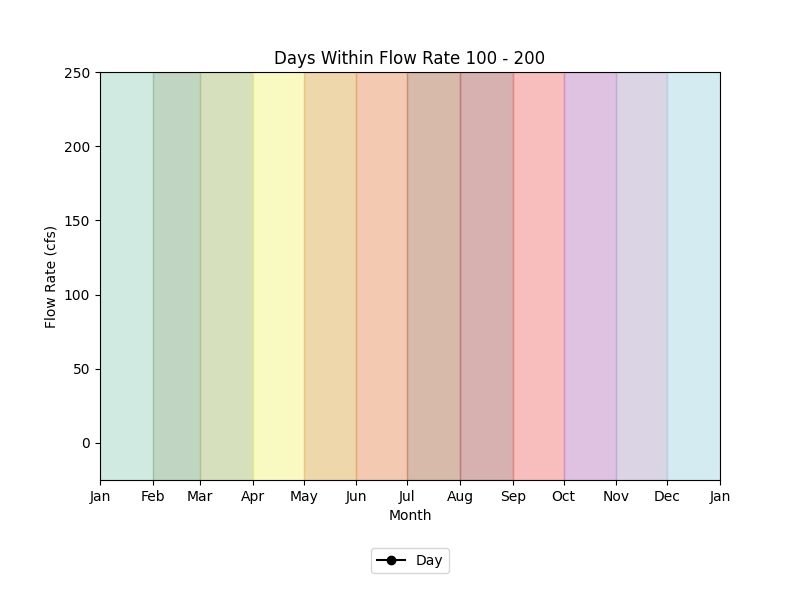 Days Within Flow Rate 100 - 200
250
200
150
100
50
0
Flow Rate (cfs)
Jan Feb Mar Apr May Jun Jul Aug Sep Oct Nov Dec Jan
Month
Day